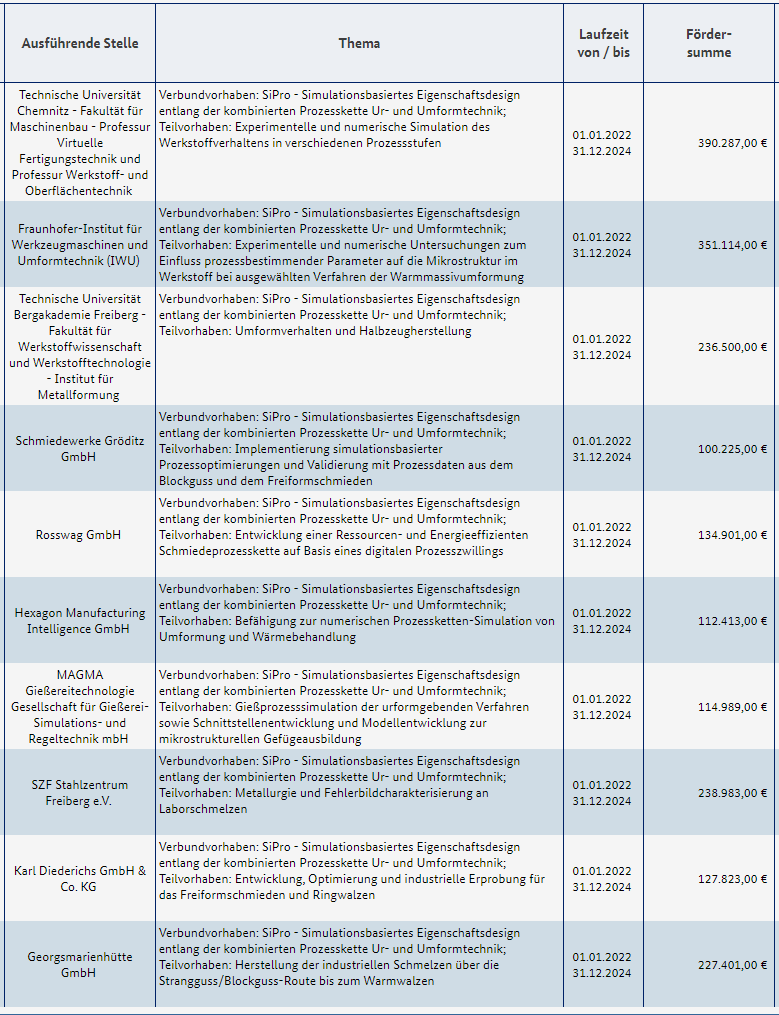 Ausführende Stelle
Thema
Laufzeit
von / bis
Förder-
summe
Technische Universität
Chemnitz - Fakultät für
Maschinenbau - Professur
Virtuelle
Fertigungstechnik und
Professur Werkstoff- und
Oberflächentechnik
Verbundvorhaben: SiPro - Simulationsbasiertes Eigenschaftsdesign
entlang der kombinierten Prozesskette Ur- und Umformtechnik;
Teilvorhaben: Experimentelle und numerische Simulation des
Werkstoffverhaltens in verschiedenen Prozessstufen
01.01.2022
31.12.2024
390.287,00 €
Fraunhofer-Institut für
Werkzeugmaschinen und
Umformtechnik (IWU)
Verbundvorhaben: SiPro - Simulationsbasiertes Eigenschaftsdesign
entlang der kombinierten Prozesskette Ur- und Umformtechnik;
Teilvorhaben: Experimentelle und numerische Untersuchungen zum
Einfluss prozessbestimmender Parameter auf die Mikrostruktur im
Werkstoff bei ausgewählten Verfahren der Warmmassivumformung
01.01.2022
31.12.2024
351.114,00 €
Technische Universität
Bergakademie Freiberg -
Fakultät für
Werkstoffwissenschaft
und Werkstofftechnologie
- Institut für
Metallformung
Verbundvorhaben: SiPro - Simulationsbasiertes Eigenschaftsdesign
entlang der kombinierten Prozesskette Ur- und Umformtechnik;
Teilvorhaben: Umformverhalten und Halbzeugherstellung
01.01.2022
31.12.2024
236.500,00 €
Schmiedewerke Gröditz
GmbH
Verbundvorhaben: SiPro - Simulationsbasiertes Eigenschaftsdesign
entlang der kombinierten Prozesskette Ur- und Umformtechnik;
Teilvorhaben: Implementierung simulationsbasierter
Prozessoptimierungen und Validierung mit Prozessdaten aus dem
Blockguss und dem Freiformschmieden
01.01.2022
31.12.2024
100.225,00 €
Rosswag GmbH
Verbundvorhaben: SiPro - Simulationsbasiertes Eigenschaftsdesign
entlang der kombinierten Prozesskette Ur- und Umformtechnik;
Teilvorhaben: Entwicklung einer Ressourcen- und Energieeffizienten
Schmiedeprozesskette auf Basis eines digitalen Prozesszwillings
01.01.2022
31.12.2024
134.901,00 €
Hexagon Manufacturing
Intelligence GmbH
Verbundvorhaben: SiPro - Simulationsbasiertes Eigenschaftsdesign
entlang der kombinierten Prozesskette Ur- und Umformtechnik;
Teilvorhaben: Befähigung zur numerischen Prozessketten-Simulation von
Umformung und Wärmebehandlung
01.01.2022
31.12.2024
112.413,00 €
MAGMA
Gießereitechnologie
Gesellschaft für Gießerei-
Simulations- und
Regeltechnik mbH
Verbundvorhaben: SiPro - Simulationsbasiertes Eigenschaftsdesign
entlang der kombinierten Prozesskette Ur- und Umformtechnik;
Teilvorhaben: Gießprozesssimulation der urformgebenden Verfahren
sowie Schnittstellenentwicklung und Modellentwicklung zur
mikrostrukturellen Gefügeausbildung
01.01.2022
31.12.2024
114.989,00 €
SZF Stahlzentrum
Freiberg e.V.
Verbundvorhaben: SiPro - Simulationsbasiertes Eigenschaftsdesign
entlang der kombinierten Prozesskette Ur- und Umformtechnik;
Teilvorhaben: Metallurgie und Fehlerbildcharakterisierung an
Laborschmelzen
01.01.2022
31.12.2024
238.983,00 €
Karl Diederichs GmbH &
Co. KG
Verbundvorhaben: SiPro - Simulationsbasiertes Eigenschaftsdesign
entlang der kombinierten Prozesskette Ur- und Umformtechnik;
Teilvorhaben: Entwicklung, Optimierung und industrielle Erprobung für
das Freiformschmieden und Ringwalzen
01.01.2022
31.12.2024
127.823,00 €
Georgsmarienhütte
GmbH
Verbundvorhaben: SiPro - Simulationsbasiertes Eigenschaftsdesign
entlang der kombinierten Prozesskette Ur- und Umformtechnik;
Teilvorhaben: Herstellung der industriellen Schmelzen über die
Strangguss/Blockguss-Route bis zum Warmwalzen
01.01.2022
31.12.2024
227.401,00 €